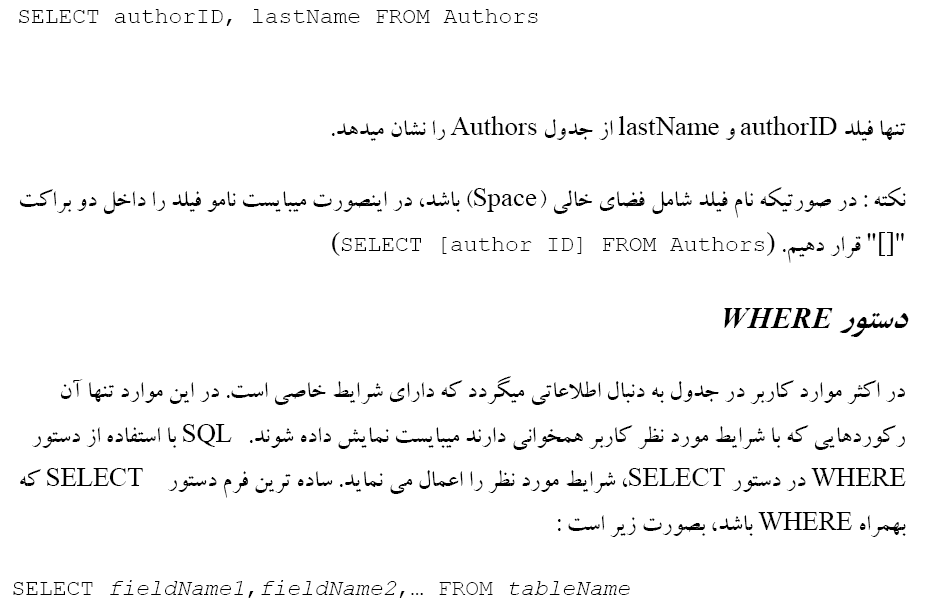 SELECT authorID, lastName FROM Authors
تنها فیلد authorID و lastName از جدول Authors را نشان میدهد.
نکته : در صورتیکه نام فیلد شامل فضای خالی (Space) باشد، در اینصورت میبایست نامو فیلد را داخل دو براکت
"[]" قرار دهیم. (SELECT [author ID] FROM Authors)
دستور WHERE
در اکثر موارد کاربر در جدول به دنبال اطلاعاتی میگردد که دارای شرایط خاصی است. در این موارد تنها آن
رکوردهایی که با شرایط مورد نظر کاربر همخوانی دارند میبایست نمایش داده شوند. SQL با استفاده از دستور
WHERE در دستور SELECT، شرایط مورد نظر را اعمال می نماید. ساده ترین فرم دستور SELECT که
بهمراه WHERE باشد، بصورت زیر است :
SELECT fieldName1,fieldName2,… FROM tableName